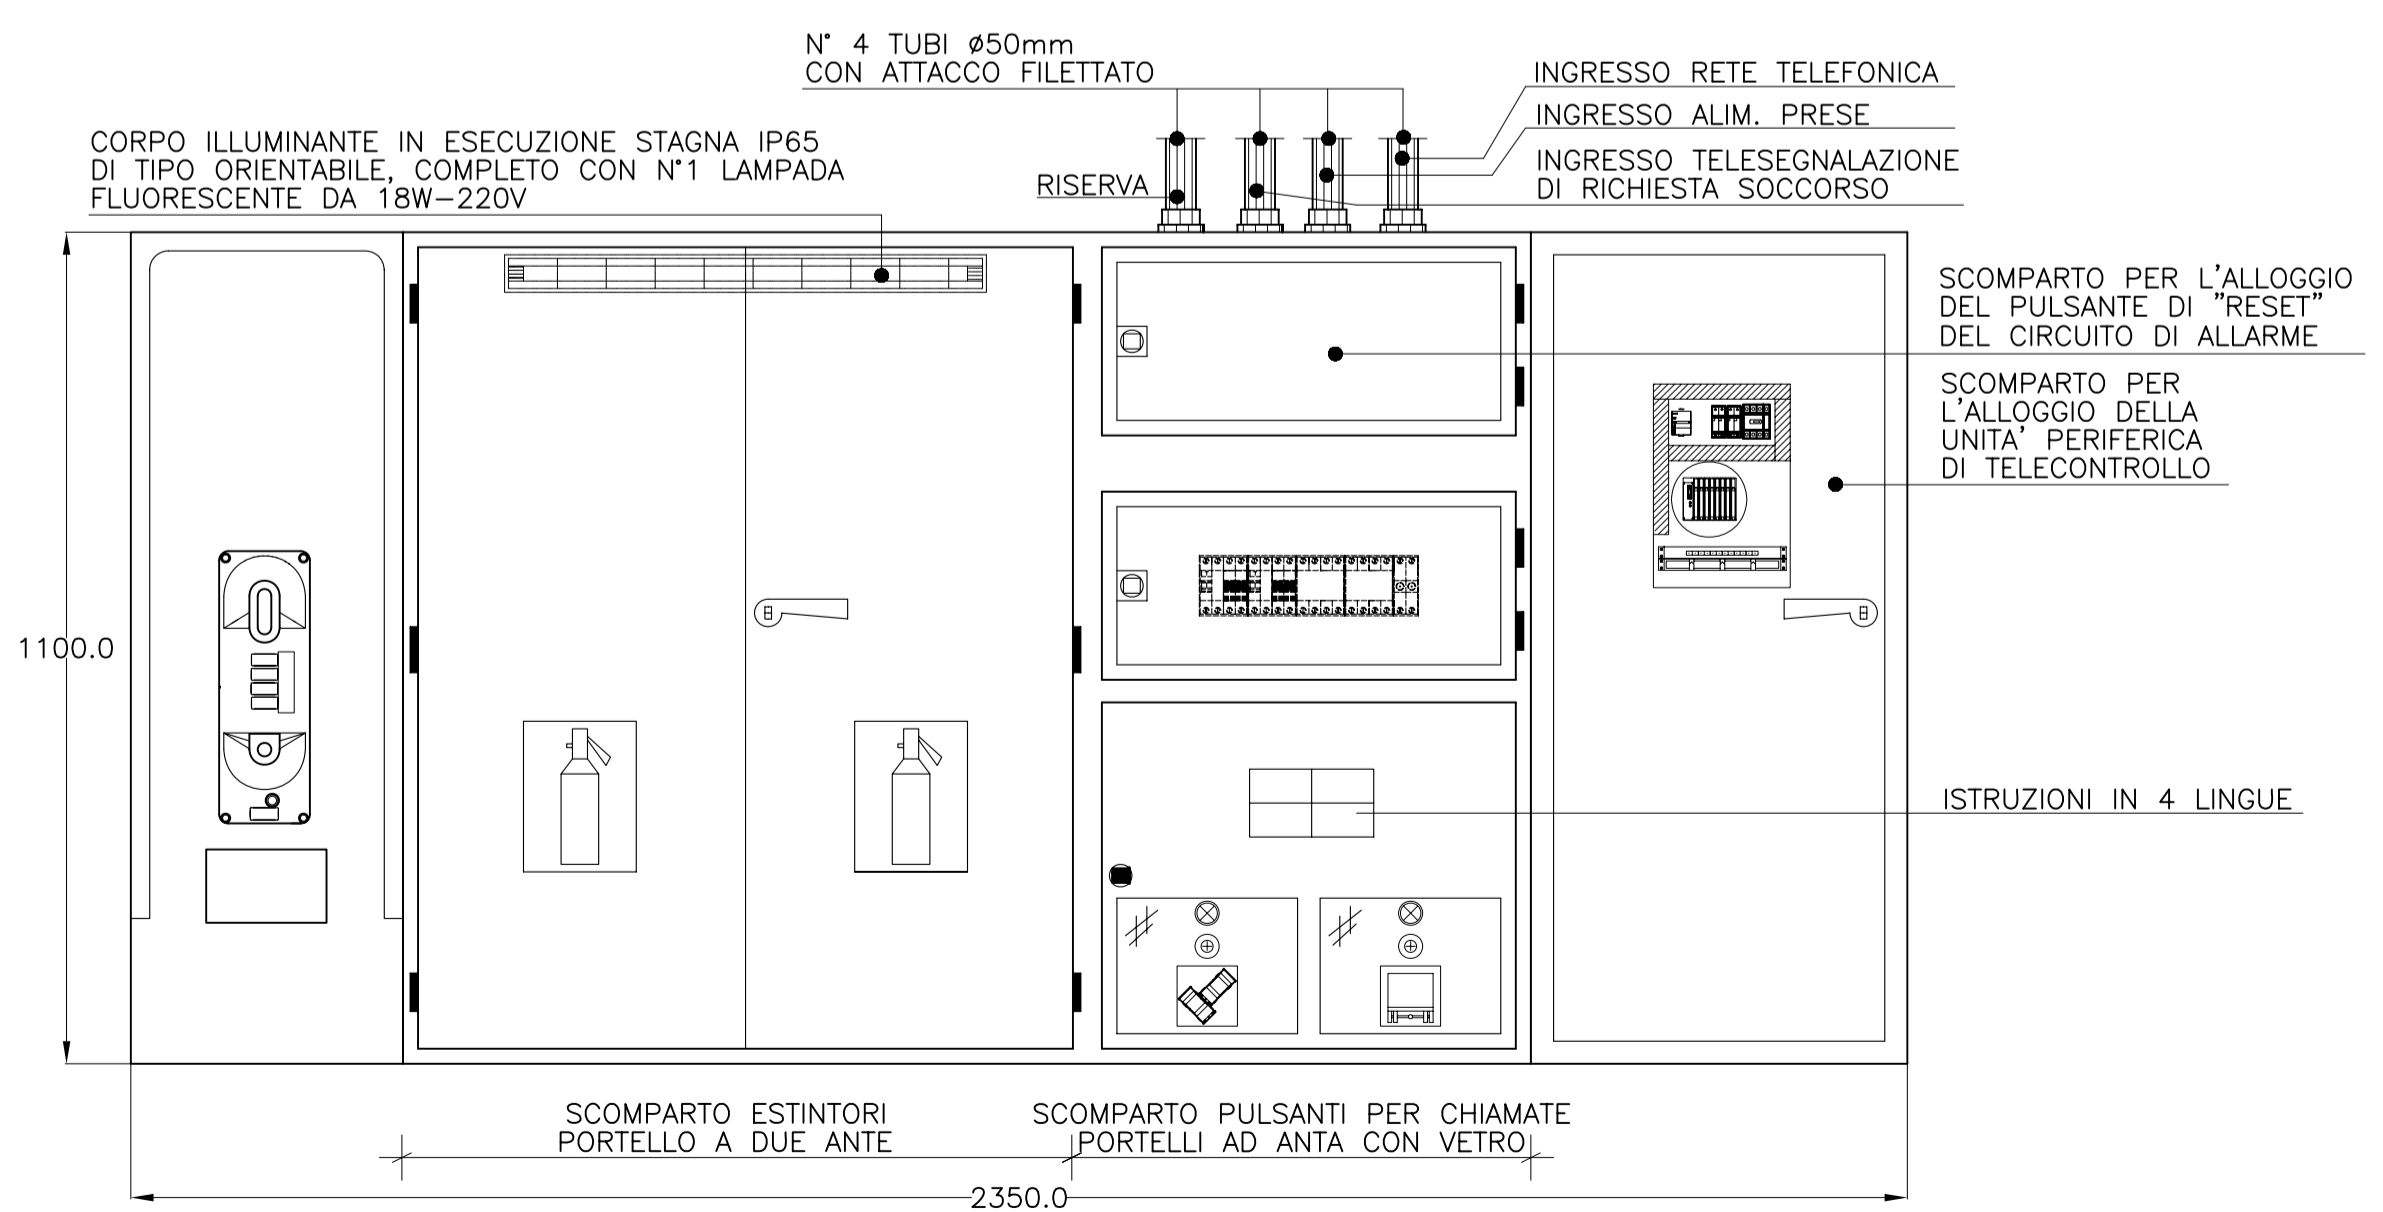 N° 4 TUBI ø50mm
CON ATTACCO FILETTATO
INGRESSO RETE TELEFONICA
INGRESSO ALIM. PRESE
INGRESSO TELESEGNALAZIONE
DI RICHIESTA SOCCORSO
CORPO ILLUMINANTE IN ESECUZIONE STAGNA IP65
DI TIPO ORIENTABILE, COMPLETO CON N°1 LAMPADA
FLUORESCENTE DA 18W-220V
RISERVA
SCOMPARTO PER L'ALLOGGIO
DEL PULSANTE DI "RESET"
DEL CIRCUITO DI ALLARME
SCOMPARTO PER
L'ALLOGGIO DELLA
UNITA' PERIFERICA
DI TELECONTROLLO
1100.0
ISTRUZIONI IN 4 LINGUE
SCOMPARTO ESTINTORI
PORTELLO A DUE ANTE
SCOMPARTO PULSANTI PER CHIAMATE
PORTELLI AD ANTA CON VETRO
2350.0